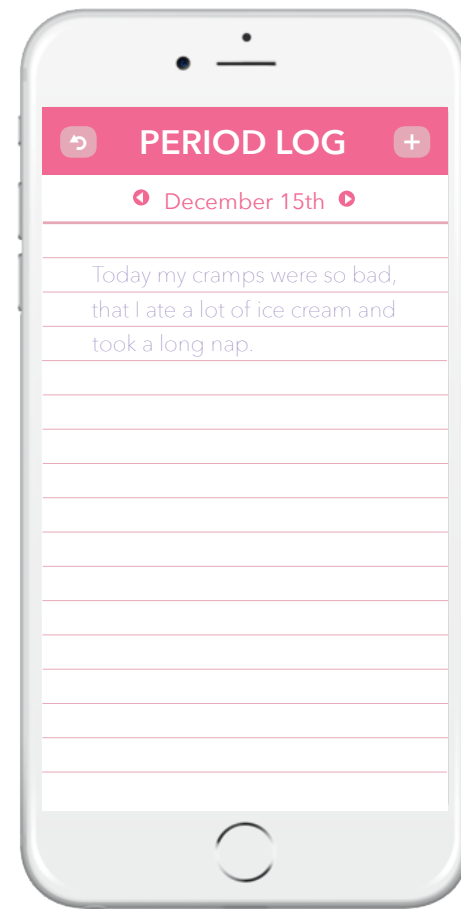 PERIOD LOG
December 15th
Today my cramps were so bad,
that I ate a lot of ice cream and
took a long nap.